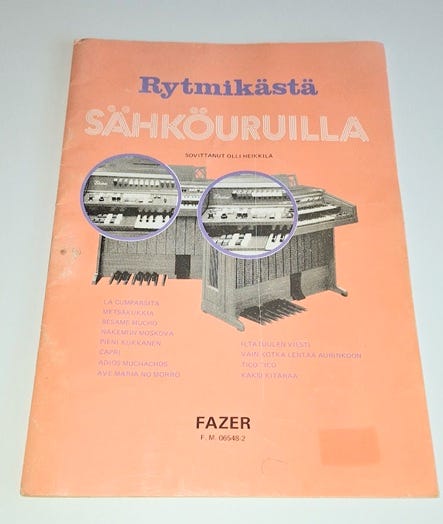 Rytmikästä
SÄHKÖURUILLA
SOVITTANUT OLLI HEIKKILÄ
LA CUMPARSITA
METSÄKUKKIA
BESAME MUCHO
NÄKEMIIN MOSKOVA
PIENI KUKKANEN
CAPRI
ADIOS MUCHACHOS
AVE MARIA NO MORRO
ILTATUULEN VIESTI
VAIN KOTKA LENTÄÄ AURINKOON
TICO-TICO
KAKSI KITARAA
FAZER
F. M. 06548-2